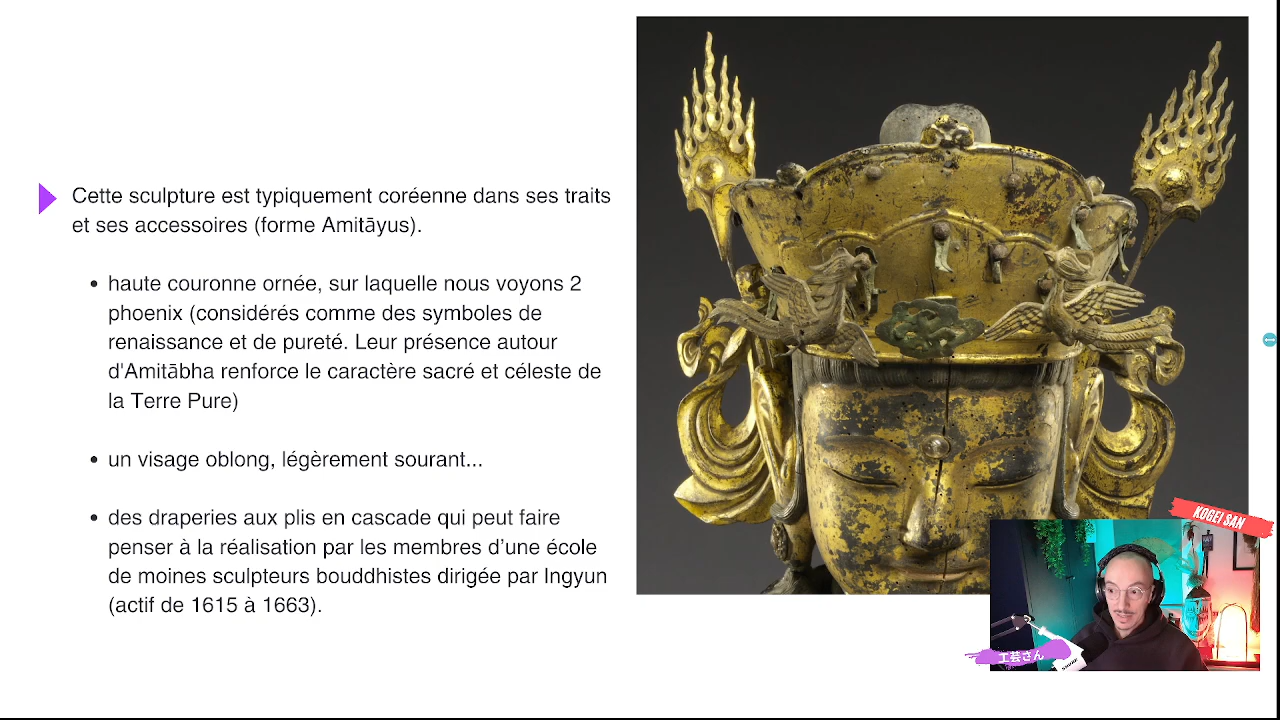 Cette sculpture est typiquement coréenne dans ses traits
et ses accessoires (forme Amitāyus).
haute couronne ornée, sur laquelle nous voyons 2
phoenix (considérés comme des symboles de
renaissance et de pureté. Leur présence autour
d'Amitābha renforce le caractère sacré et céleste de
la Terre Pure)
un visage oblong, légèrement sourant...
des draperies aux plis en cascade qui peut faire
penser à la réalisation par les membres d’une école
de moines sculpteurs bouddhistes dirigée par Ingyun
(actif de 1615 à 1663).
KOGEI SAN
工芸さん